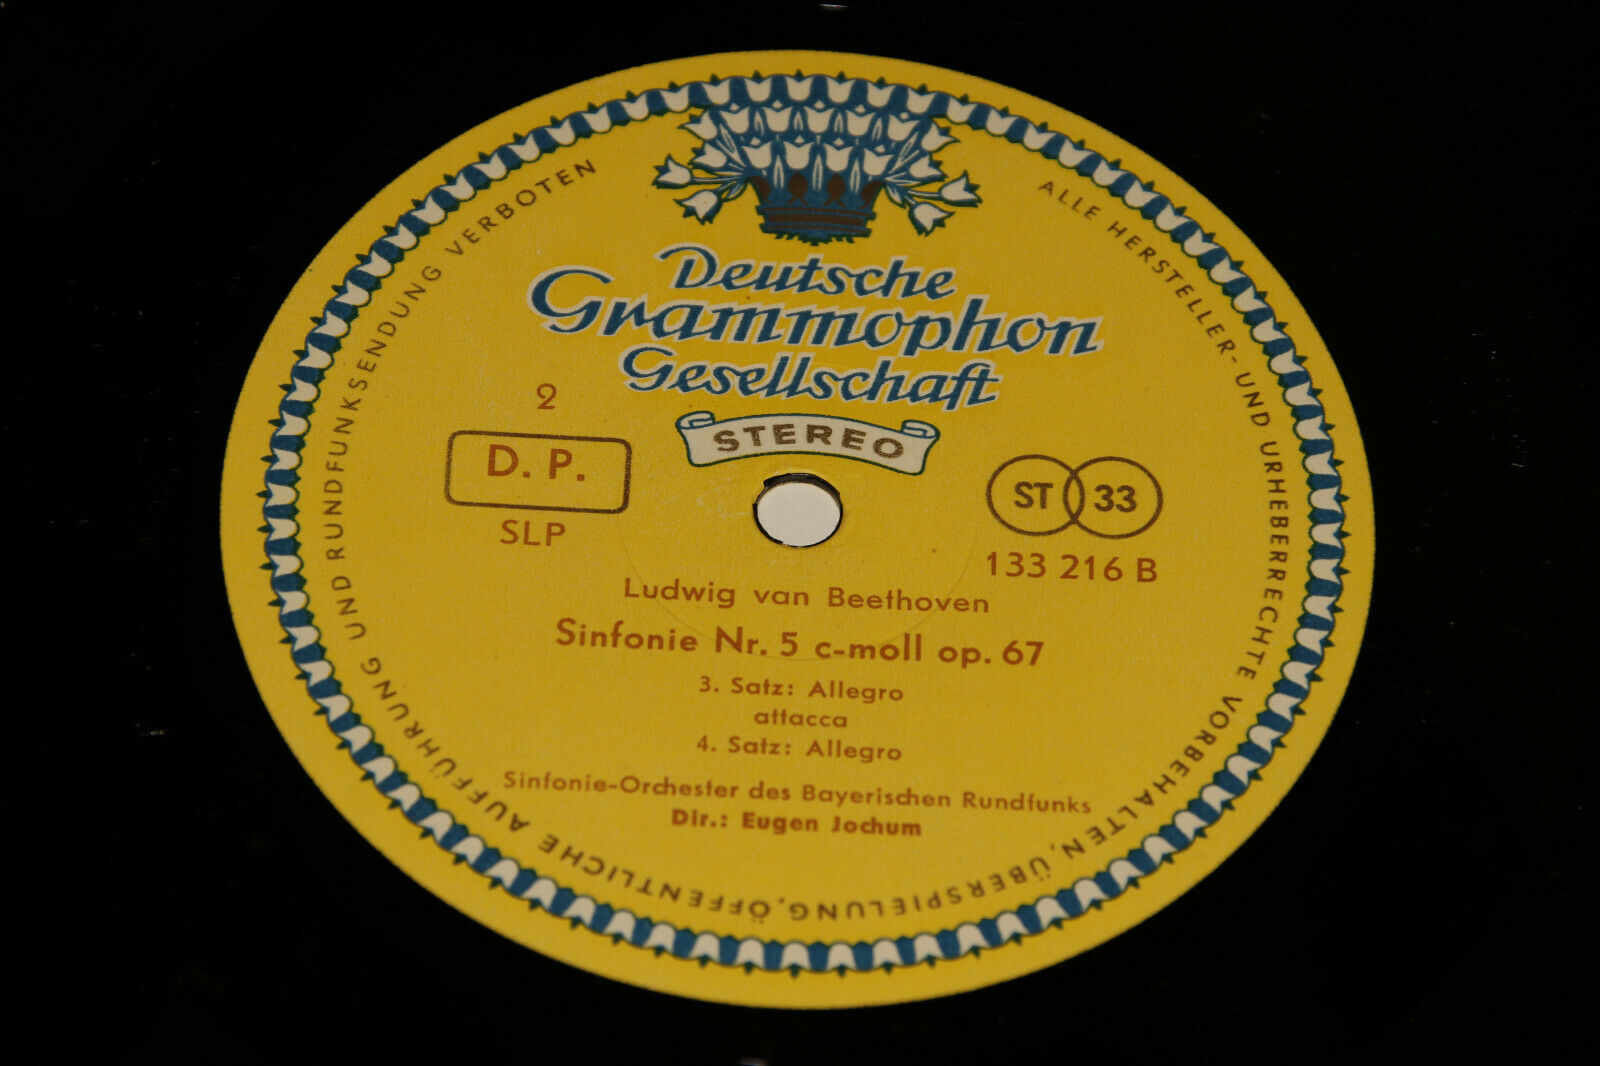 Deutsche
Grammophon
Gesellschaft
STEREO
2
D. P.
SLP
ST 33
133 216 B
Ludwig van Beethoven
Sinfonie Nr. 5 c-moll op. 67
3. Satz: Allegro
attacca
4. Satz: Allegro
Sinfonie-Orchester des Bayerischen Rundfunks
Dir.: Eugen Jochum
ALLE HERSTELLER- UND URHEBERRECHTE VORBEHALTEN, ÜBERSPIELUNG, ÖFFENTLICHE AUFFÜHRUNG UND RUNDFUNKSENDUNG VERBOTEN